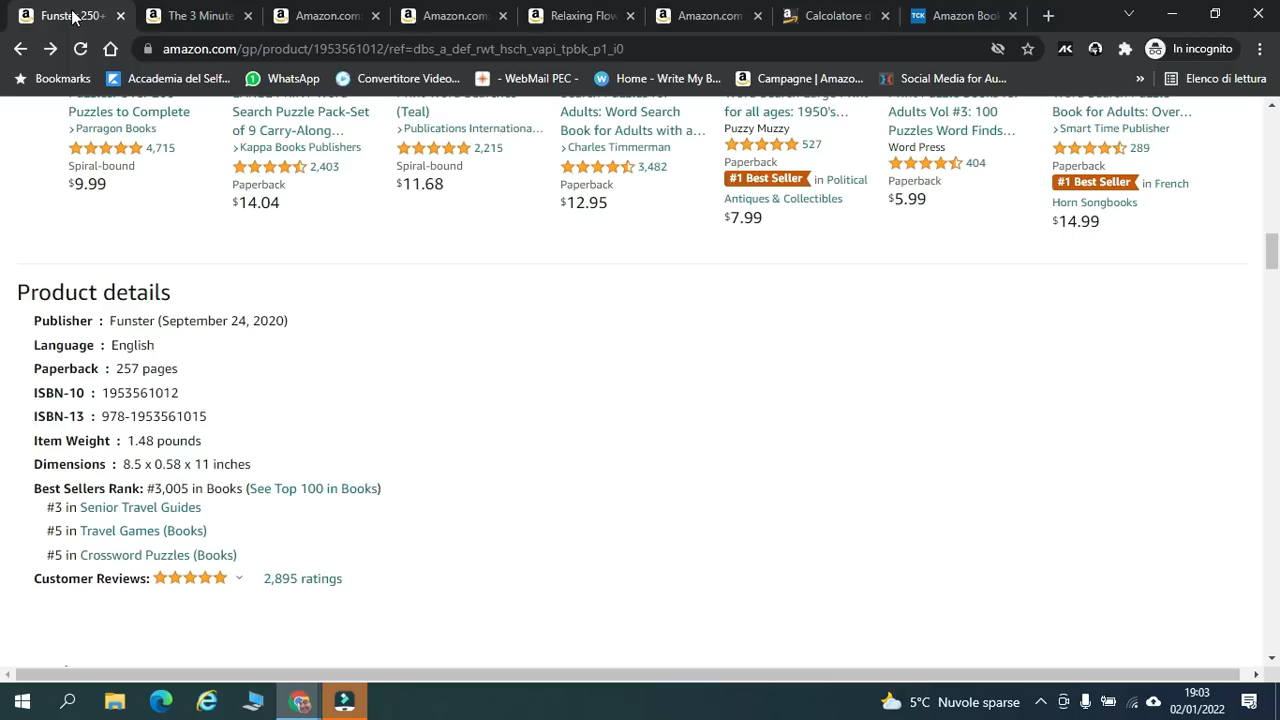 Funster 250+
The 3 Minute
Amazon.com:
Amazon.com:
Relaxing Flow
Amazon.com
Calcolatore d
Amazon Boo
amazon.com/gp/product/1953561012/ref=dbs_a_def_rwt_hsch_vapi_tpbk_p1_i0
In incognito
Bookmarks
Accademia del Self...
WhatsApp
Convertitore Video...
- WebMail PEC -
Home - Write My B...
Campagne | Amazo...
Social Media for Au...
»
Elenco di lettura
Puzzles to Complete
Parragon Books
4,715
Spiral-bound
$9.99
Search Puzzle Pack-Set
of 9 Carry-Along...
Kappa Books Publishers
2,403
Paperback
$14.04
(Teal)
Publications Internationa...
2,215
Spiral-bound
$11.68
Adults: Word Search
Book for Adults with a...
Charles Timmerman
3,482
Paperback
$12.95
for all ages: 1950's...
Puzzy Muzzy
527
Paperback
#1 Best Seller in Political
Antiques & Collectibles
$7.99
Adults Vol #3: 100
Puzzles Word Finds...
Word Press
404
Paperback
$5.99
Book for Adults: Over...
Smart Time Publisher
289
Paperback
#1 Best Seller in French
Horn Songbooks
$14.99
Product details
Publisher : Funster (September 24, 2020)
Language : English
Paperback : 257 pages
ISBN-10 : 1953561012
ISBN-13 : 978-1953561015
Item Weight : 1.48 pounds
Dimensions : 8.5 x 0.58 x 11 inches
Best Sellers Rank: #3,005 in Books (See Top 100 in Books)
#3 in Senior Travel Guides
#5 in Travel Games (Books)
#5 in Crossword Puzzles (Books)
Customer Reviews: 2,895 ratings
5°C Nuvole sparse
19:03
02/01/2022